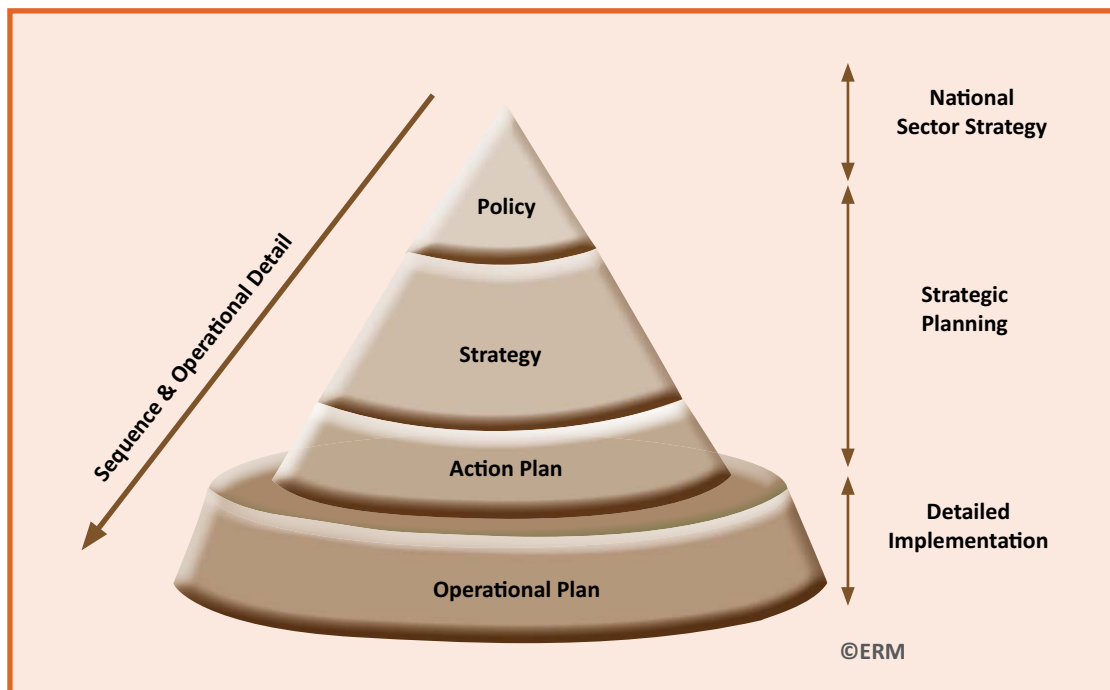 National
Sector Strategy
Policy
Sequence & Operational Detail
Strategic
Planning
Strategy
Action Plan
Detailed
Implementation
Operational Plan
©ERM